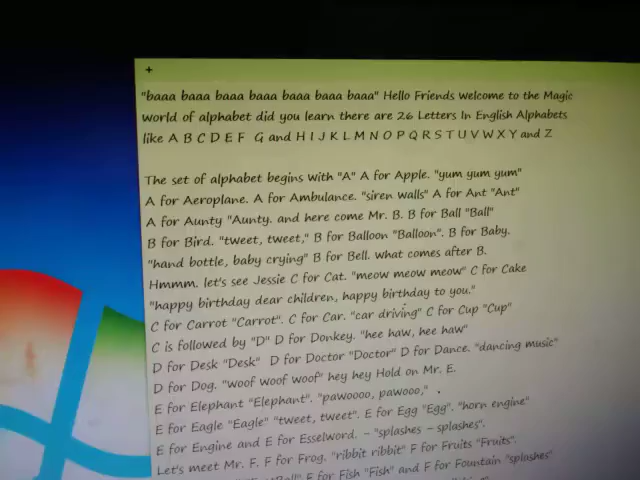 +
"baaa baaa baaa baaa baaa baaa baaa" Hello Friends Welcome to the Magic
World of alphabet did you learn there are 26 Letters In English Alphabets
like A B C D E F G and H I J K L M N O P Q R S T U V W X Y and Z
The set of alphabet begins with "A" A for Apple. "yum yum yum"
A for Aeroplane. A for Ambulance. "siren walls" A for Ant "Ant"
A for Aunty "Aunty. and here come Mr. B. B for Ball "Ball"
B for Bird. "tweet, tweet," B for Balloon "Balloon". B for Baby.
"hand bottle, baby crying" B for Bell. what comes after B.
Hmmm. let's see Jessie C for Cat. "meow meow meow" C for Cake
"happy birthday dear children, happy birthday to you."
C for Carrot "Carrot". C for Car. "car driving" C for Cup "Cup"
C is followed by "D" D for Donkey. "hee haw, hee haw"
D for Desk "Desk" D for Doctor "Doctor" D for Dance. "dancing music"
D for Dog. "woof woof woof" hey hey Hold on Mr. E.
E for Elephant "Elephant". "pawoooo, pawooo,"
E for Eagle "Eagle" "tweet, tweet". E for Egg "Egg". "horn engine"
E for Engine and E for Esselword. – "splashes – splashes".
Let's meet Mr. F. F for Frog. "ribbit ribbit" F for Fruits "Fruits".
"Ball" F for Fish "Fish" and F for Fountain "splashes"